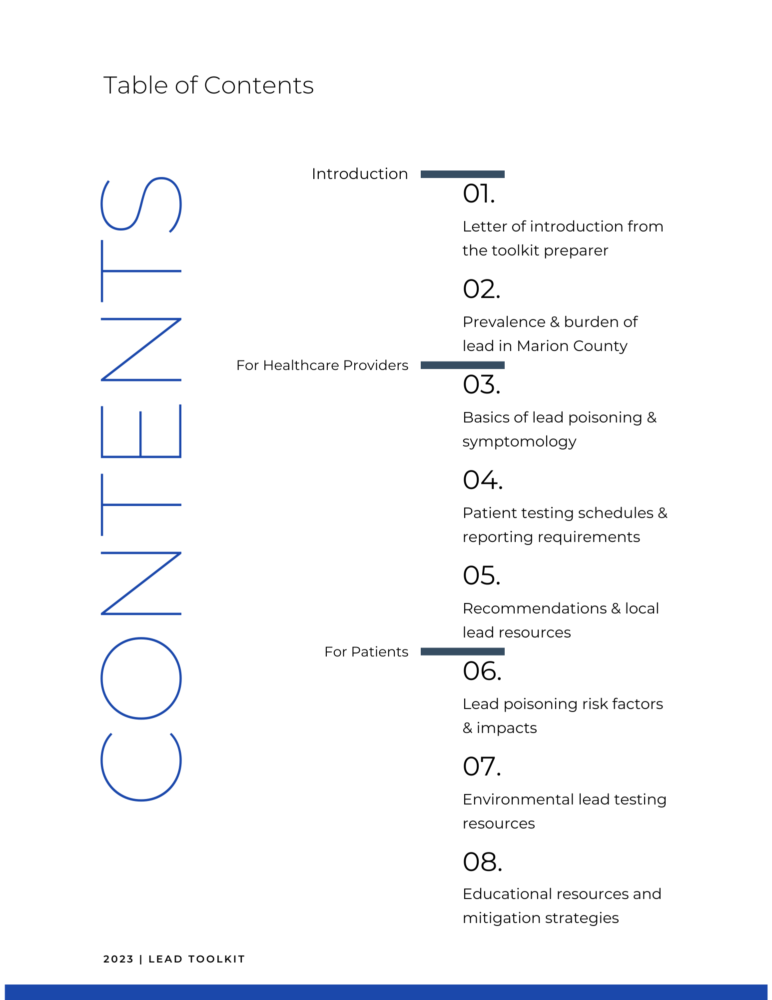 Table of Contents
CONTENTS
Introduction
01.
Letter of introduction from
the toolkit preparer
02.
Prevalence & burden of
lead in Marion County
For Healthcare Providers
03.
Basics of lead poisoning &
symptomology
04.
Patient testing schedules &
reporting requirements
05.
Recommendations & local
lead resources
For Patients
06.
Lead poisoning risk factors
& impacts
07.
Environmental lead testing
resources
08.
Educational resources and
mitigation strategies
2023 | LEAD TOOLKIT